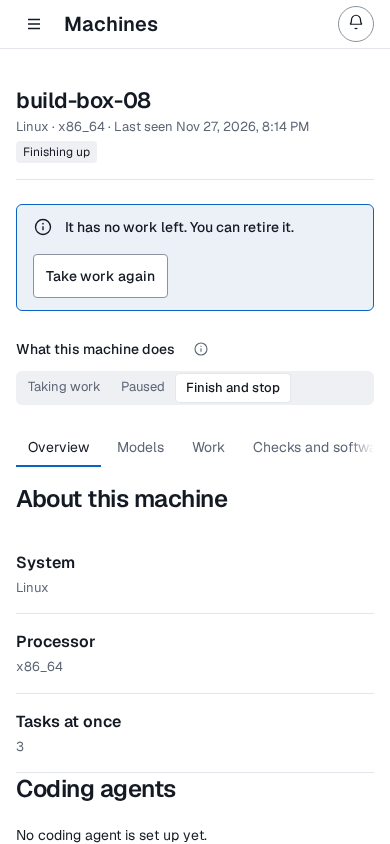 Machines
build-box-08
Linux · x86_64 · Last seen Nov 27, 2026, 8:14 PM
Finishing up
It has no work left. You can retire it.
Take work again
What this machine does
Taking work Paused Finish and stop
Overview Models Work Checks and softwa
About this machine
System
Linux
Processor
x86_64
Tasks at once
3
Coding agents
No coding agent is set up yet.